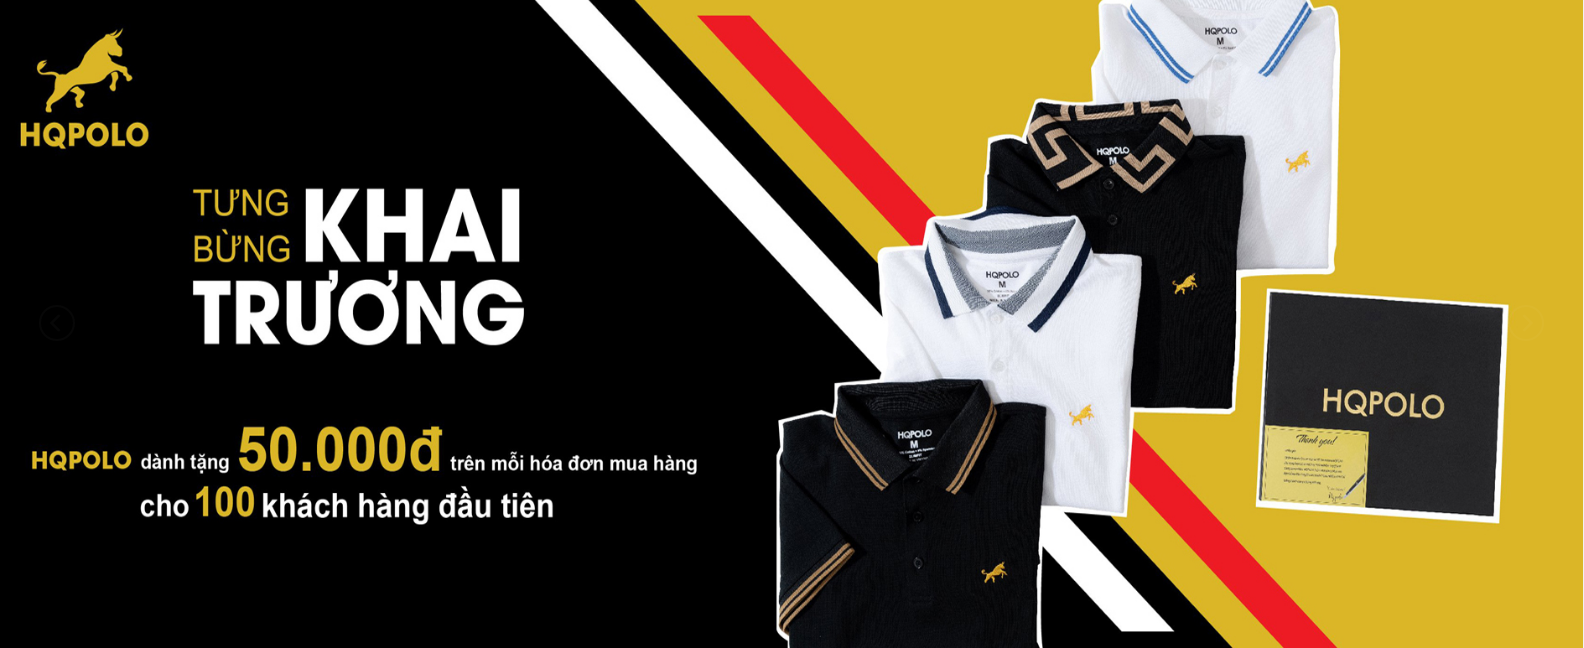 HQPOLO
TƯNG
BỪNG
KHAI
TRƯƠNG
HQPOLO dành tặng 50.000đ trên mỗi hóa đơn mua hàng
cho 100 khách hàng đầu tiên
HQPOLO
M
HQPOLO
M
HQPOLO
M
HQPOLO
M
HQPOLO
Thank you!